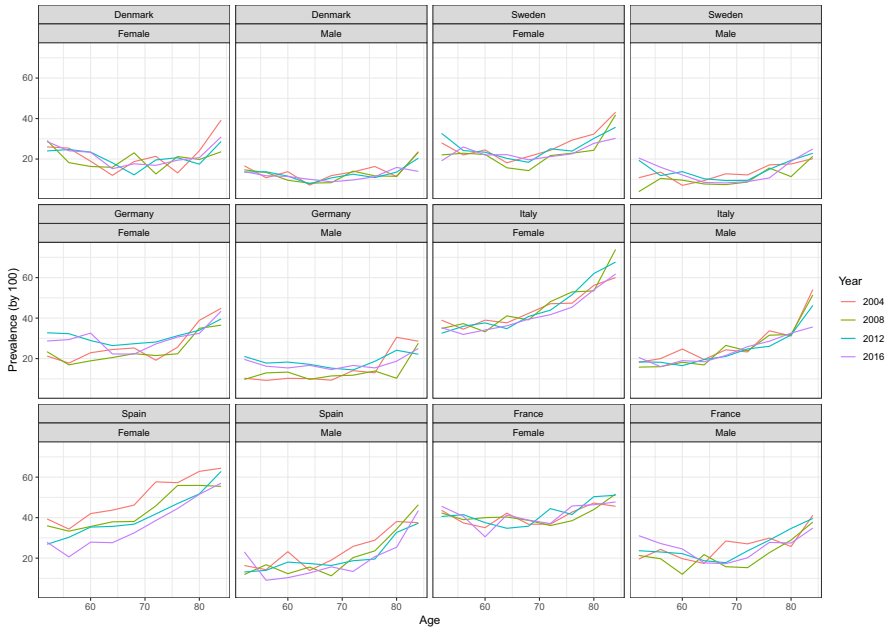 Denmark Denmark Sweden Sweden
Female Male Female Male
60
40
20
Germany Germany Italy Italy
Female Male Female Male
60
40
20
Spain Spain France France
Female Male Female Male
60
40
20
60 70 80 60 70 80 60 70 80 60 70 80
Age
Prevalence (by 100)
Year
2004
2008
2012
2016